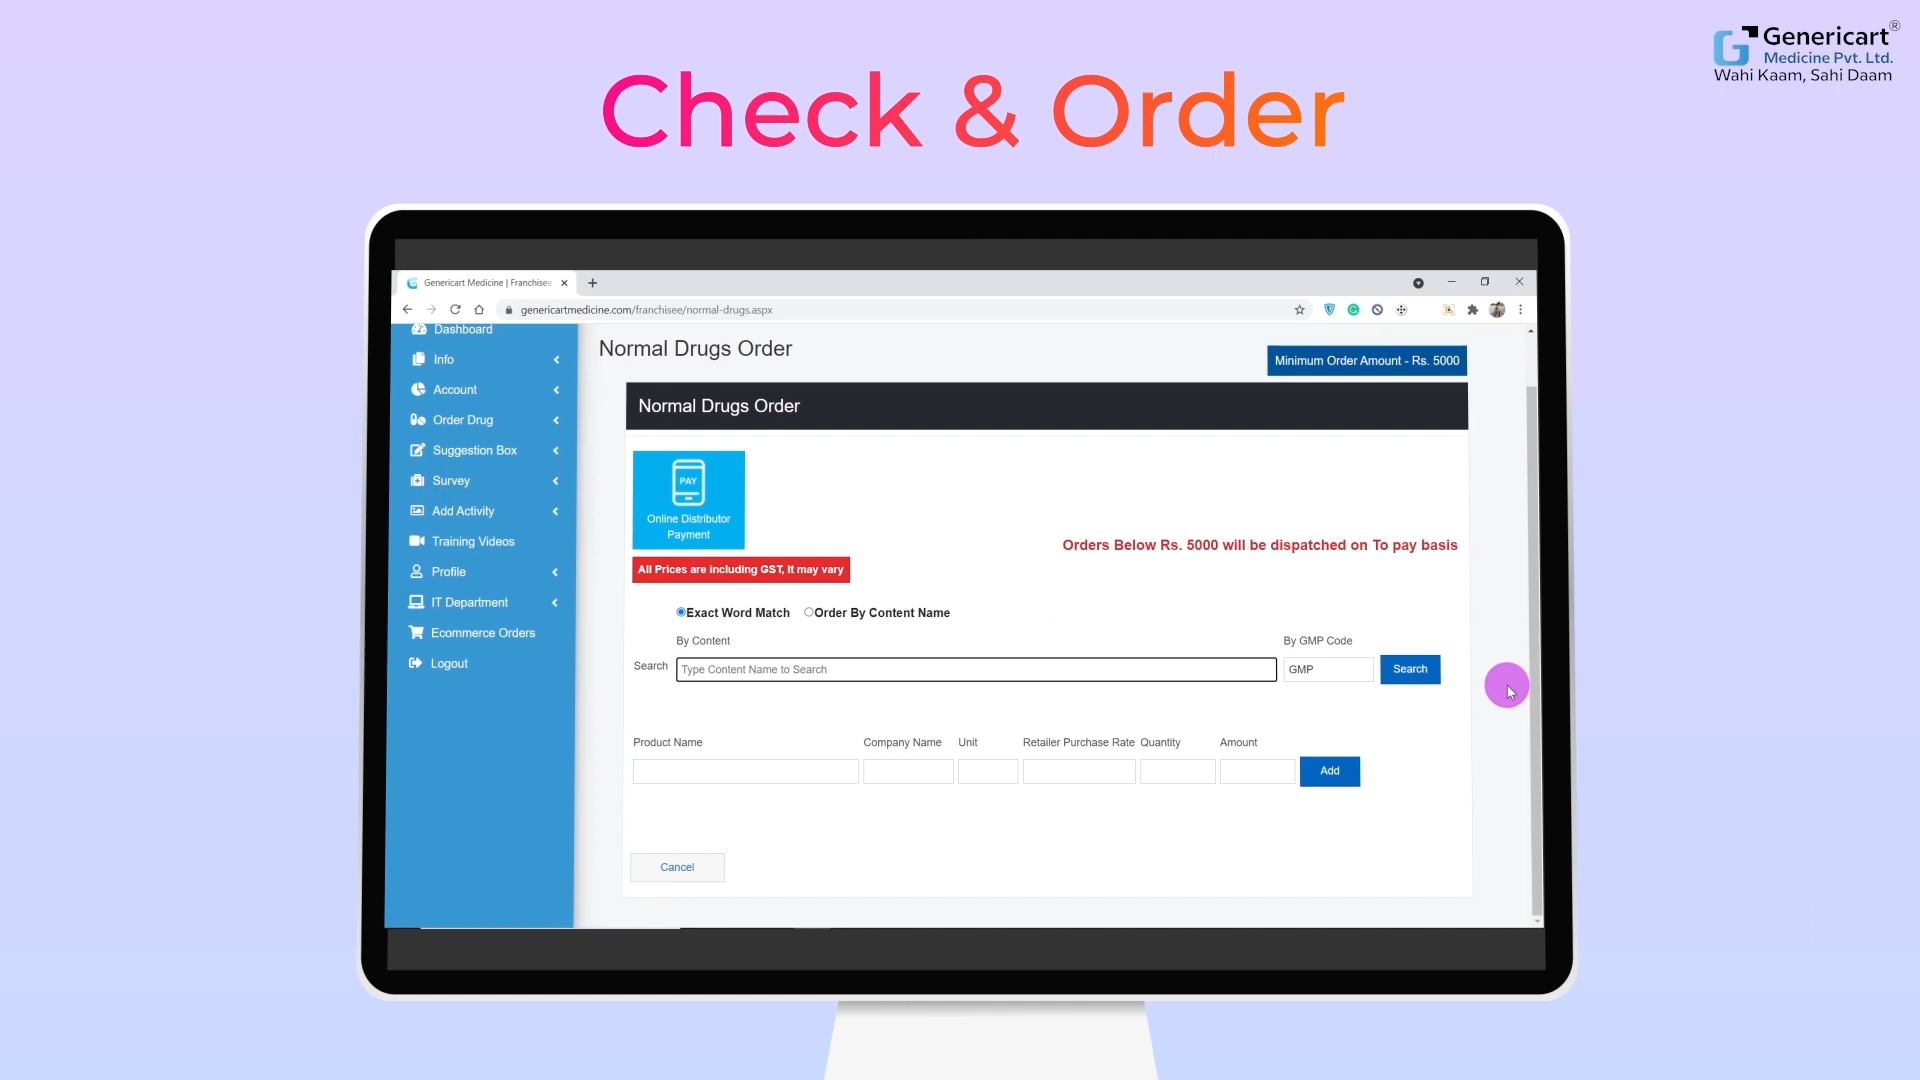 Genericart®
Medicine Pvt. Ltd.
Wahi Kaam, Sahi Daam
Check & Order
Genericart Medicine | Franchisee
genericartmedicine.com/franchisee/normal-drugs.aspx
Dashboard
Info
Account
Order Drug
Suggestion Box
Survey
Add Activity
Training Videos
Profile
IT Department
Ecommerce Orders
Logout
Normal Drugs Order
Minimum Order Amount - Rs. 5000
Normal Drugs Order
PAY
Online Distributor
Payment
Orders Below Rs. 5000 will be dispatched on To pay basis
All Prices are including GST, It may vary
Exact Word Match Order By Content Name
By Content By GMP Code
Search Type Content Name to Search GMP Search
Product Name Company Name Unit Retailer Purchase Rate Quantity Amount
Add
Cancel